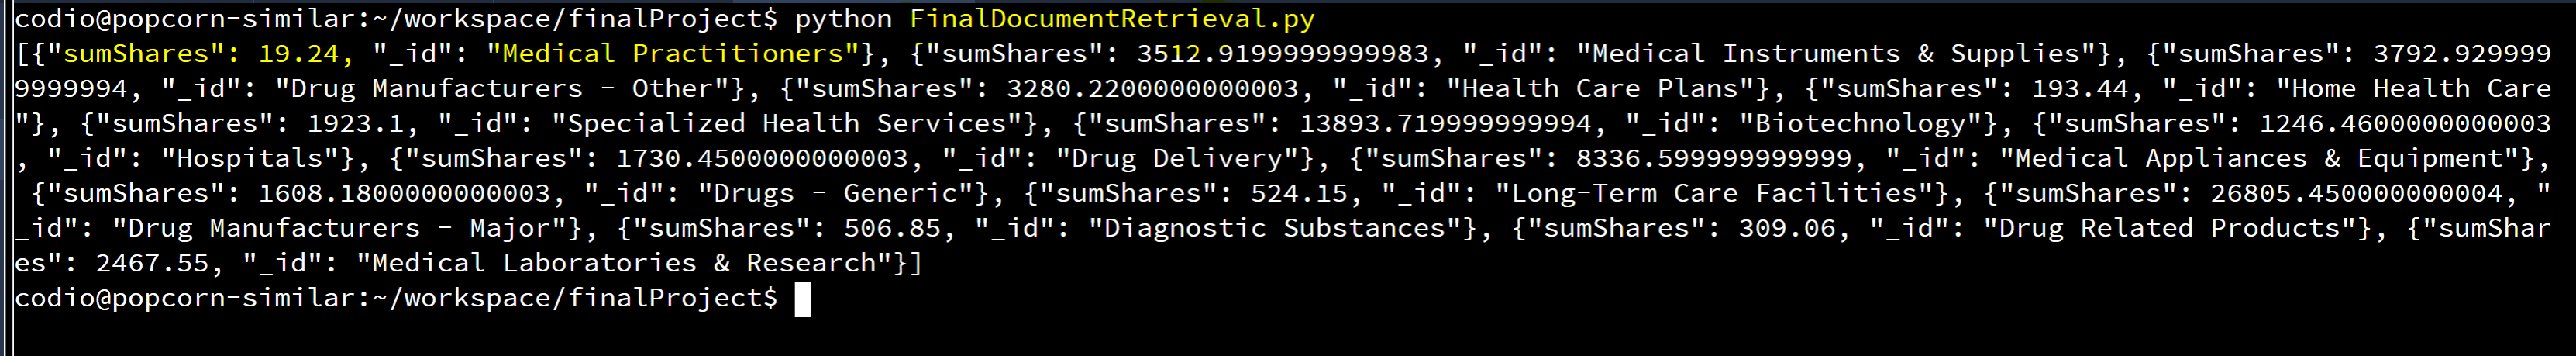 codio@popcorn-similar:~/workspace/finalProject$ python FinalDocumentRetrieval.py
[{"sumShares": 19.24, "_id": "Medical Practitioners"}, {"sumShares": 3512.9199999999983, "_id": "Medical Instruments & Supplies"}, {"sumShares": 3792.929999
9999994, "_id": "Drug Manufacturers - Other"}, {"sumShares": 3280.2200000000003, "_id": "Health Care Plans"}, {"sumShares": 193.44, "_id": "Home Health Care
"}, {"sumShares": 1923.1, "_id": "Specialized Health Services"}, {"sumShares": 13893.719999999994, "_id": "Biotechnology"}, {"sumShares": 1246.4600000000003
, "_id": "Hospitals"}, {"sumShares": 1730.4500000000003, "_id": "Drug Delivery"}, {"sumShares": 8336.599999999999, "_id": "Medical Appliances & Equipment"},
 {"sumShares": 1608.1800000000003, "_id": "Drugs - Generic"}, {"sumShares": 524.15, "_id": "Long-Term Care Facilities"}, {"sumShares": 26805.450000000004, "
_id": "Drug Manufacturers - Major"}, {"sumShares": 506.85, "_id": "Diagnostic Substances"}, {"sumShares": 309.06, "_id": "Drug Related Products"}, {"sumShar
es": 2467.55, "_id": "Medical Laboratories & Research"}]
codio@popcorn-similar:~/workspace/finalProject$